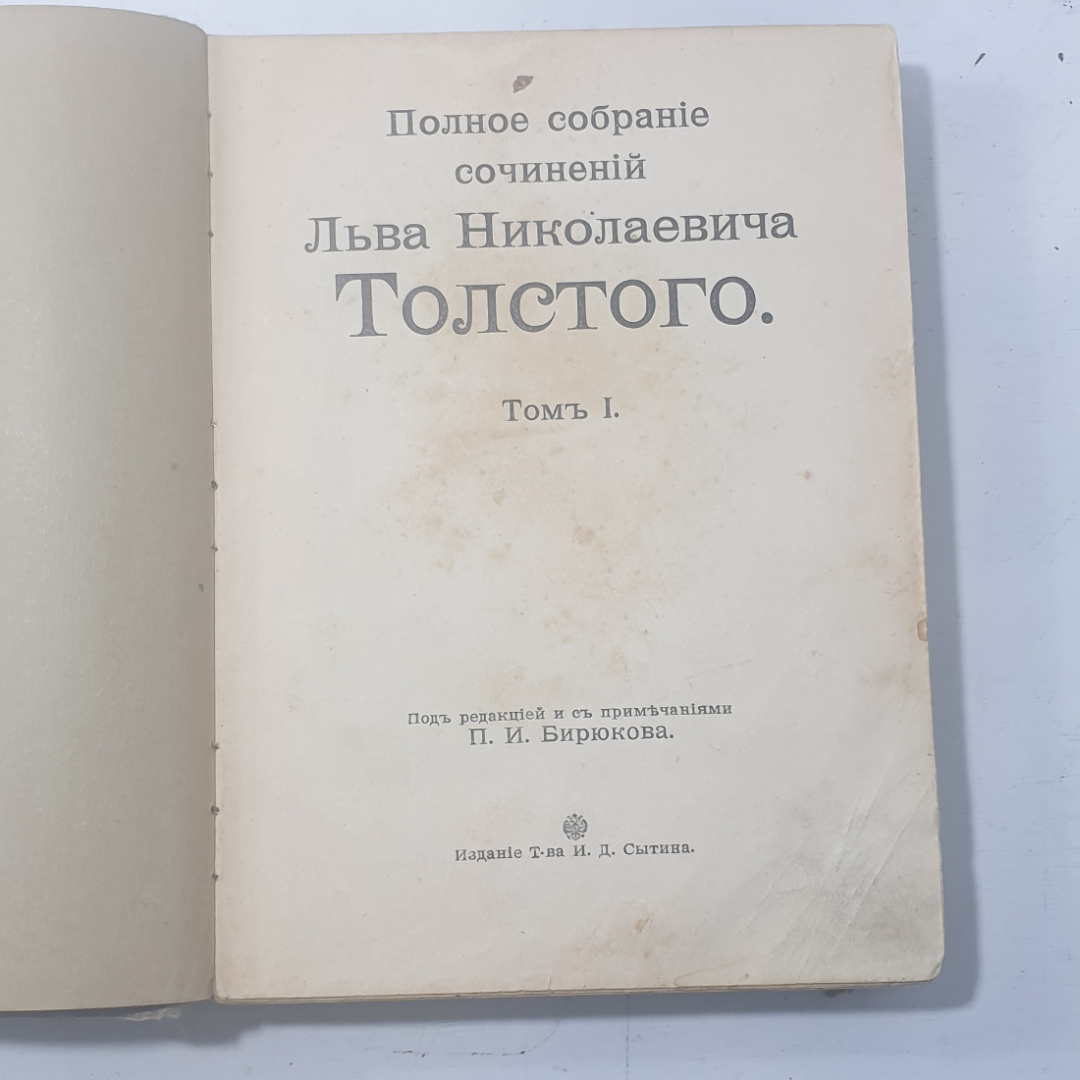 Полное собраніе
сочиненій
Льва Николаевича
Толстого.
Томъ I.
Подъ редакціей и съ примѣчаніями
П. И. Бирюкова.
Изданіе Т-ва И. Д. Сытина.